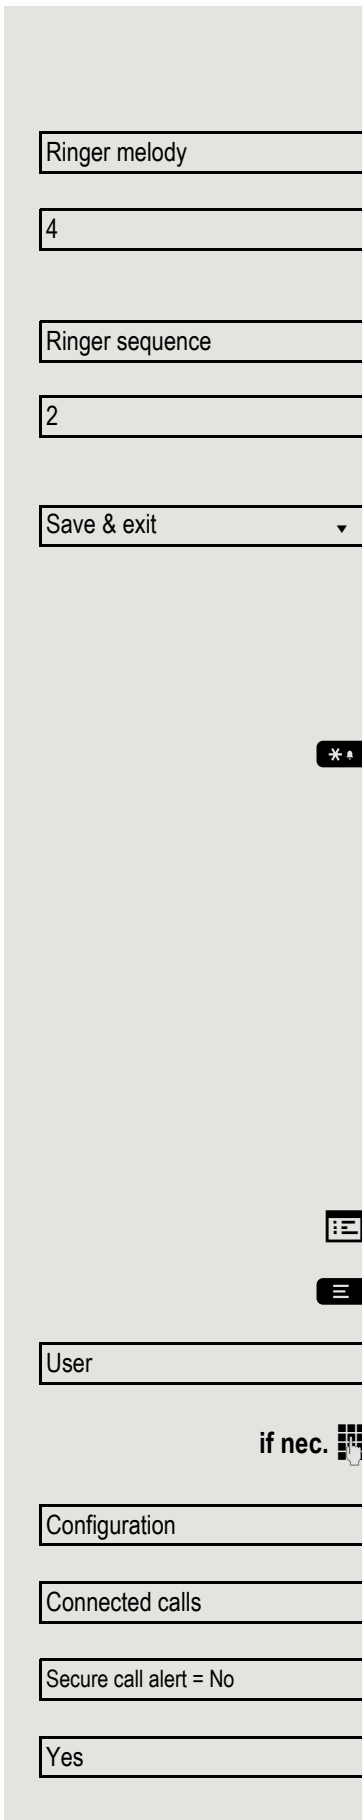 Ringer melody
4
Ringer sequence
2
Save & exit
User
if nec.
Configuration
Connected calls
Secure call alert = No
Yes